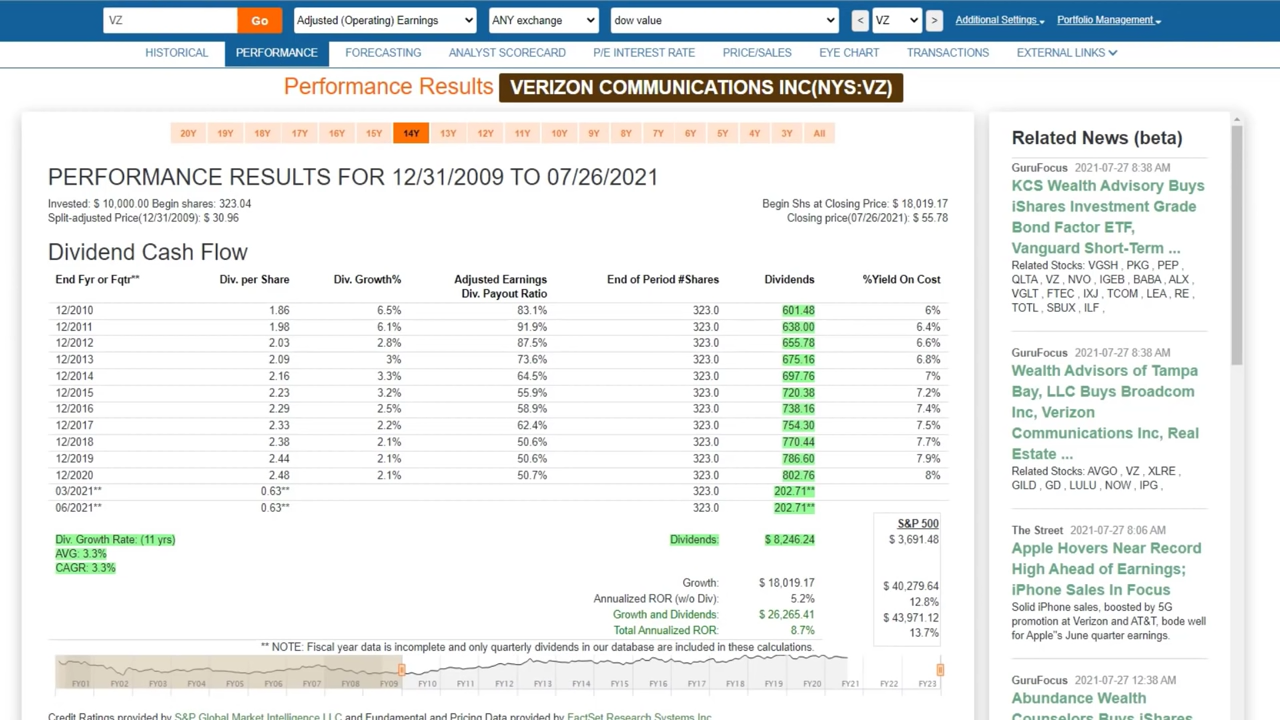 VZ Go Adjusted (Operating) Earnings ANY exchange dow value < VZ > Additional Settings Portfolio Management
HISTORICAL PERFORMANCE FORECASTING ANALYST SCORECARD P/E INTEREST RATE PRICE/SALES EYE CHART TRANSACTIONS EXTERNAL LINKS
Performance Results VERIZON COMMUNICATIONS INC(NYS:VZ)
20Y 19Y 18Y 17Y 16Y 15Y 14Y 13Y 12Y 11Y 10Y 9Y 8Y 7Y 6Y 5Y 4Y 3Y All
PERFORMANCE RESULTS FOR 12/31/2009 TO 07/26/2021
Invested: $ 10,000.00 Begin shares: 323.04 Begin Shs at Closing Price: $ 18,019.17
Split-adjusted Price(12/31/2009): $ 30.96 Closing price(07/26/2021): $ 55.78
Dividend Cash Flow
End Fyr or Fqtr** Div. per Share Div. Growth% Adjusted Earnings End of Period #Shares Dividends %Yield On Cost
Div. Payout Ratio
12/2010 1.86 6.5% 83.1% 323.0 601.48 6%
12/2011 1.98 6.1% 91.9% 323.0 638.00 6.4%
12/2012 2.03 2.8% 87.5% 323.0 655.78 6.6%
12/2013 2.09 3% 73.6% 323.0 675.16 6.8%
12/2014 2.16 3.3% 64.5% 323.0 697.76 7%
12/2015 2.23 3.2% 55.9% 323.0 720.38 7.2%
12/2016 2.29 2.5% 58.9% 323.0 738.16 7.4%
12/2017 2.33 2.2% 62.4% 323.0 754.30 7.5%
12/2018 2.38 2.1% 50.6% 323.0 770.44 7.7%
12/2019 2.44 2.1% 50.6% 323.0 786.60 7.9%
12/2020 2.48 2.1% 50.7% 323.0 802.76 8%
03/2021** 0.63** 323.0 202.71**
06/2021** 0.63** 323.0 202.71**
S&P 500
Div. Growth Rate: (11 yrs) Dividends: $ 8,246.24 $ 3,691.48
AVG: 3.3%
CAGR: 3.3%
Growth: $ 18,019.17 $ 40,279.64
Annualized ROR (w/o Div): 5.2% 12.8%
Growth and Dividends: $ 26,265.41 $ 43,971.12
Total Annualized ROR: 8.7% 13.7%
** NOTE: Fiscal year data is incomplete and only quarterly dividends in our database are included in these calculations.
FY01 FY02 FY03 FY04 FY05 FY06 FY07 FY08 FY09 FY10 FY11 FY12 FY13 FY14 FY15 FY16 FY17 FY18 FY19 FY20 FY21 FY22 FY23
Credit Ratings provided by S&P Global Market Intelligence LLC and Fundamental and Pricing Data provided by FactSet Research Systems Inc.
Related News (beta)
GuruFocus 2021-07-27 8:38 AM
KCS Wealth Advisory Buys
iShares Investment Grade
Bond Factor ETF,
Vanguard Short-Term ...
Related Stocks: VGSH , PKG , PEP ,
QLTA , VZ , NVO , IGEB , BABA , ALX ,
VGLT , FTEC , IXJ , TCOM , LEA , RE ,
TOTL , SBUX , ILF ,
GuruFocus 2021-07-27 8:38 AM
Wealth Advisors of Tampa
Bay, LLC Buys Broadcom
Inc, Verizon
Communications Inc, Real
Estate ...
Related Stocks: AVGO , VZ , XLRE ,
GILD , GD , LULU , NOW , IPG ,
The Street 2021-07-27 8:06 AM
Apple Hovers Near Record
High Ahead of Earnings;
iPhone Sales In Focus
Solid iPhone sales, boosted by 5G
promotion at Verizon and AT&T, bode well
for Apple"s June quarter earnings.
GuruFocus 2021-07-27 12:38 AM
Abundance Wealth
Counselors Buys iShares